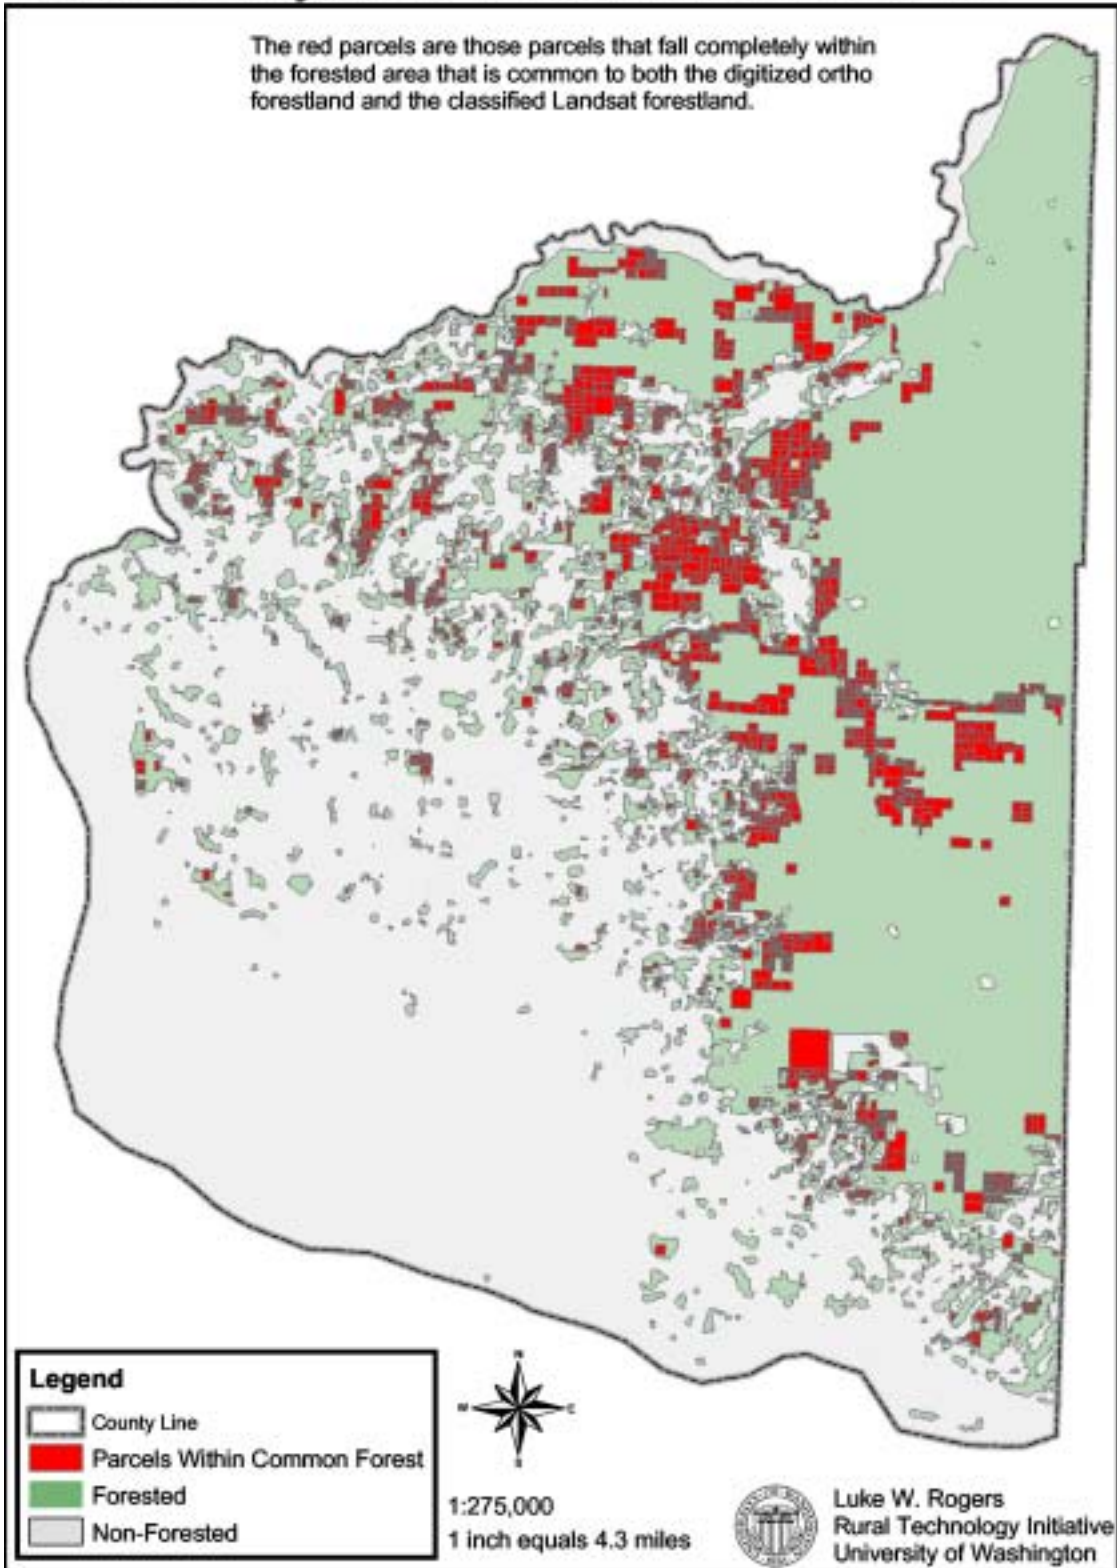 The red parcels are those parcels that fall completely within
the forested area that is common to both the digitized ortho
forestland and the classified Landsat forestland.
Legend
County Line
Parcels Within Common Forest
Forested
Non-Forested
N
W
E
S
1:275,000
1 inch equals 4.3 miles
Luke W. Rogers
Rural Technology Initiative
University of Washington